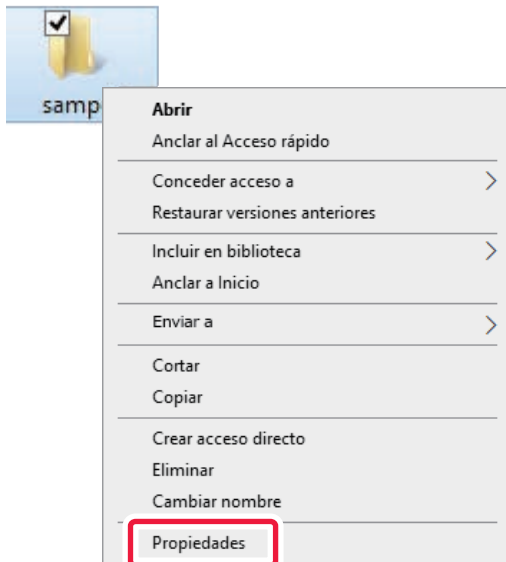 samp
Abrir
Anclar al Acceso rápido
Conceder acceso a
Restaurar versiones anteriores
Incluir en biblioteca
Anclar a Inicio
Enviar a
Cortar
Copiar
Crear acceso directo
Eliminar
Cambiar nombre
Propiedades